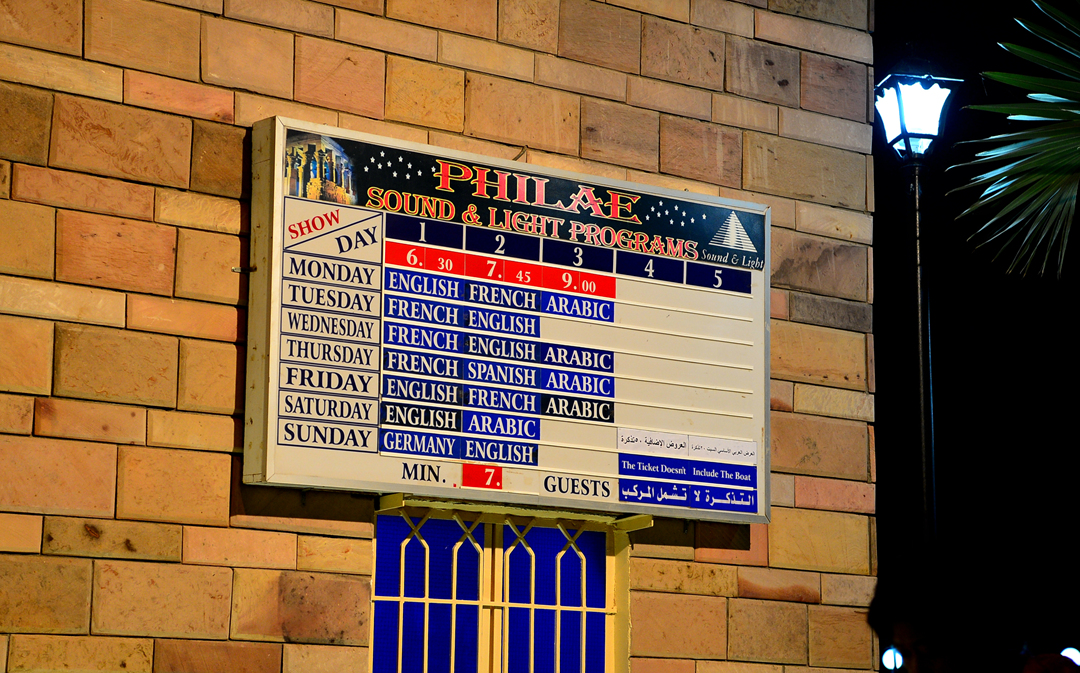 PHILAE
SOUND & LIGHT PROGRAMS
Sound & Light
SHOW DAY 1 2 3 4 5
6. 30 7. 45 9. 00
MONDAY ENGLISH FRENCH ARABIC
TUESDAY FRENCH ENGLISH
WEDNESDAY FRENCH ENGLISH ARABIC
THURSDAY FRENCH SPANISH ARABIC
FRIDAY ENGLISH FRENCH ARABIC
SATURDAY ENGLISH ARABIC
SUNDAY GERMANY ENGLISH
MIN. 7. GUESTS
The Ticket Doesn't Include The Boat
التذكرة لا تشمل المركب